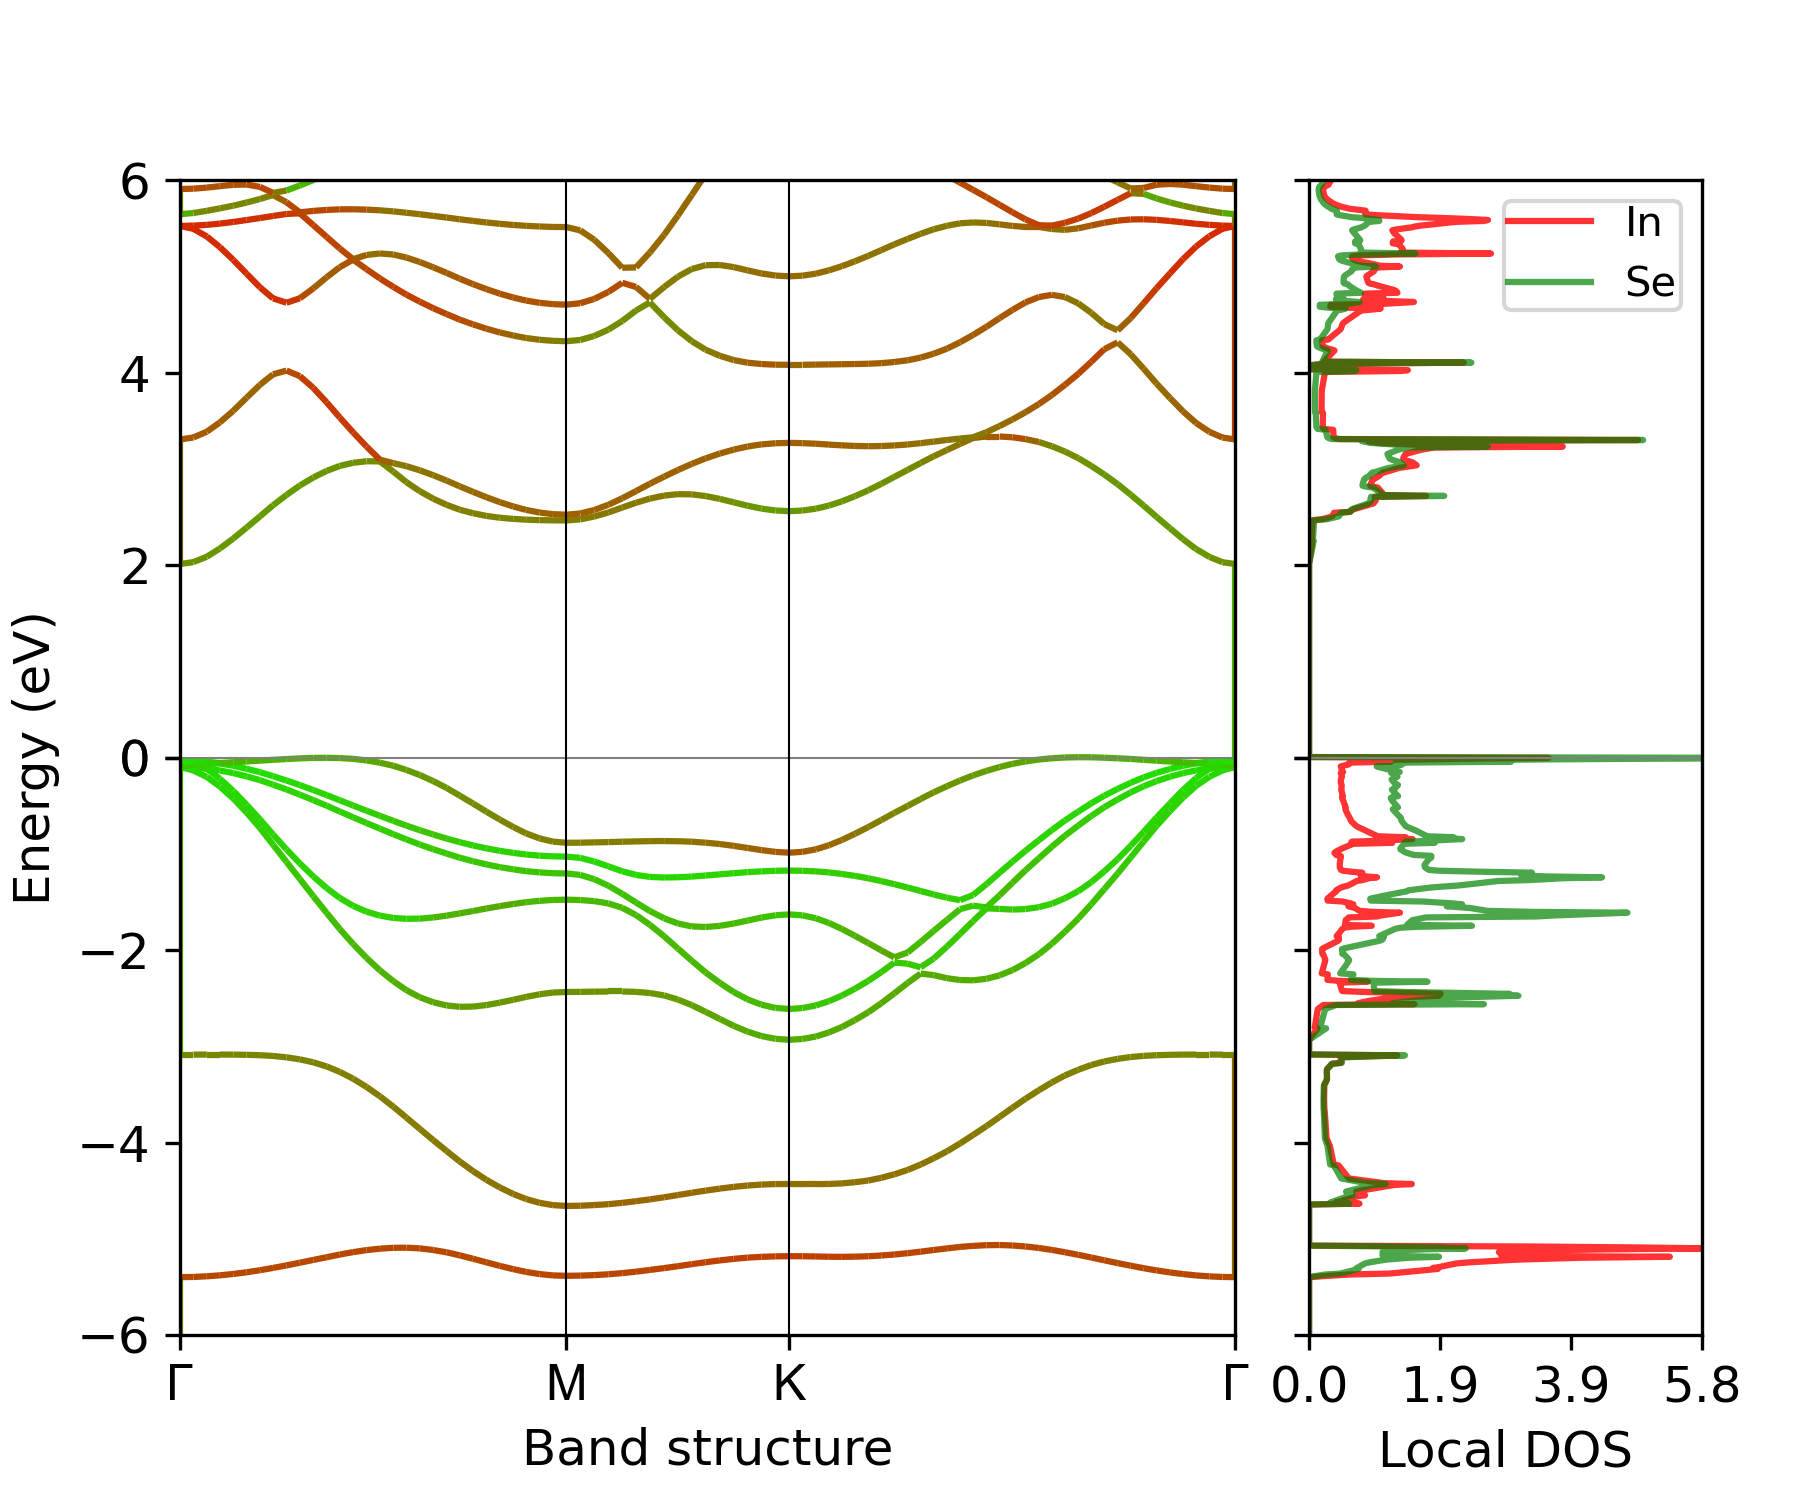 6
4
2
0
−2
−4
−6
Energy (eV)
Γ M K Γ
Band structure
In
Se
0.0 1.9 3.9 5.8
Local DOS